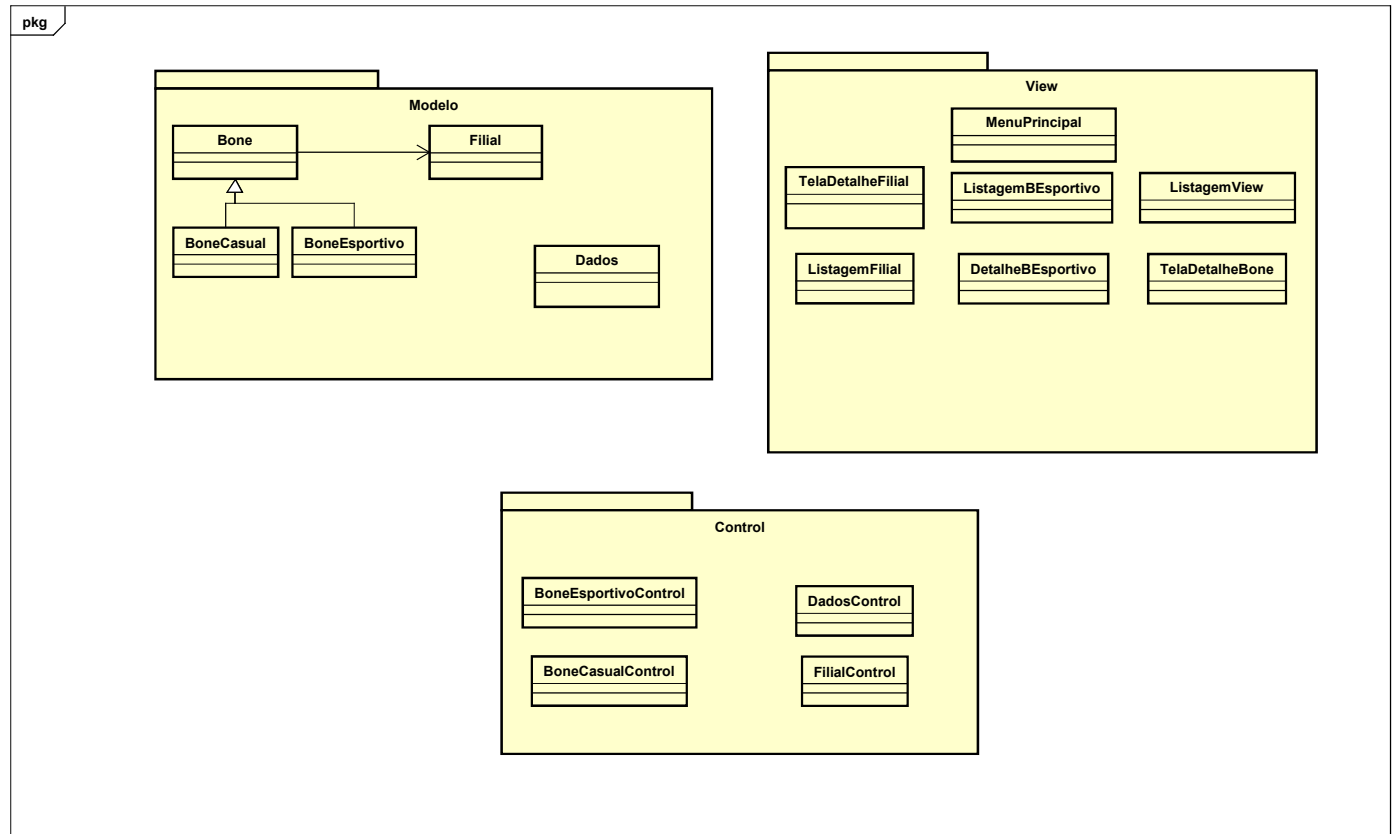 pkg
Modelo
Bone
Filial
BoneCasual
BoneEsportivo
Dados
View
MenuPrincipal
TelaDetalheFilial
ListagemBEsportivo
ListagemView
ListagemFilial
DetalheBEsportivo
TelaDetalheBone
Control
BoneEsportivoControl
DadosControl
BoneCasualControl
FilialControl